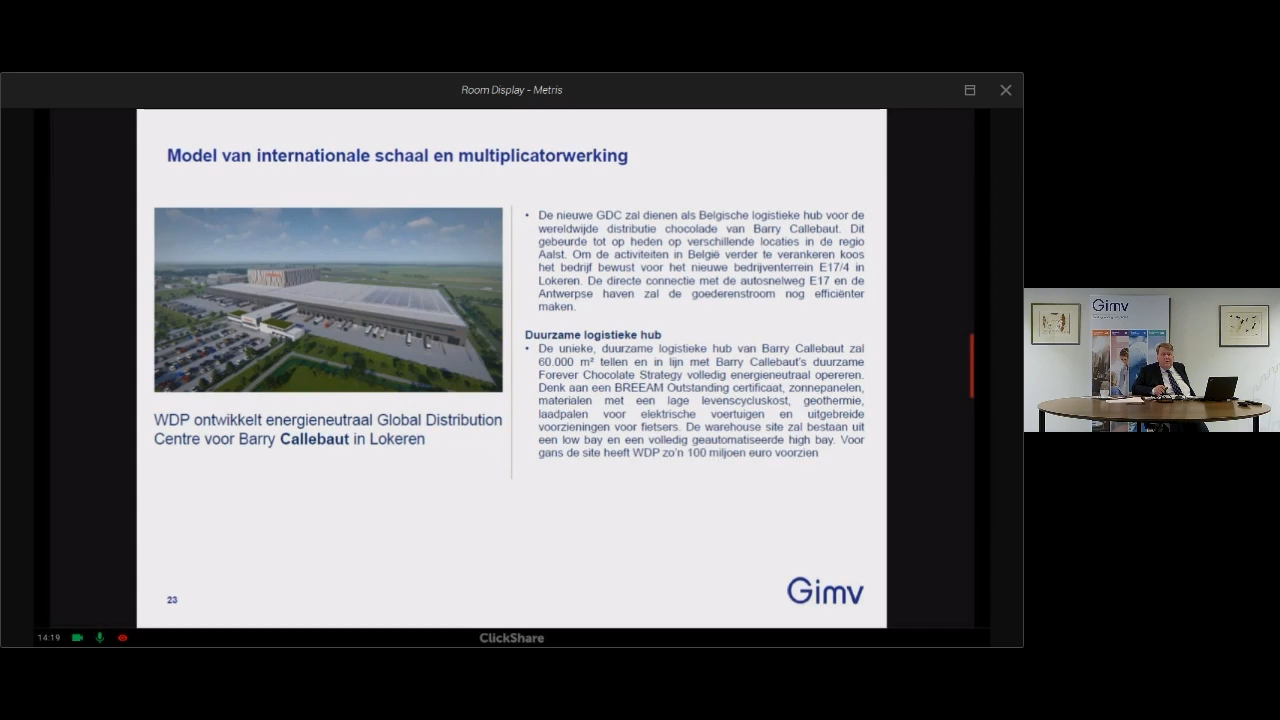 Room Display - Metris
Model van internationale schaal en multiplicatorwerking
WDP ontwikkelt energieneutraal Global Distribution
Centre voor Barry Callebaut in Lokeren
• De nieuwe GDC zal dienen als Belgische logistieke hub voor de
wereldwijde distributie chocolade van Barry Callebaut. Dit
gebeurde tot op heden op verschillende locaties in de regio
Aalst. Om de activiteiten in België verder te verankeren koos
het bedrijf bewust voor het nieuwe bedrijventerrein E17/4 in
Lokeren. De directe connectie met de autosnelweg E17 en de
Antwerpse haven zal de goederenstroom nog efficiënter
maken.
Duurzame logistieke hub
• De unieke, duurzame logistieke hub van Barry Callebaut zal
60.000 m² tellen en in lijn met Barry Callebaut's duurzame
Forever Chocolate Strategy volledig energieneutraal opereren.
Denk aan een BREEAM Outstanding certificaat, zonnepanelen,
materialen met een lage levenscycluskost, geothermie,
laadpalen voor elektrische voertuigen en uitgebreide
voorzieningen voor fietsers. De warehouse site zal bestaan uit
een low bay en een volledig geautomatiseerde high bay. Voor
gans de site heeft WDP zo'n 100 miljoen euro voorzien
23
Gimv
14:19
ClickShare
Gimv